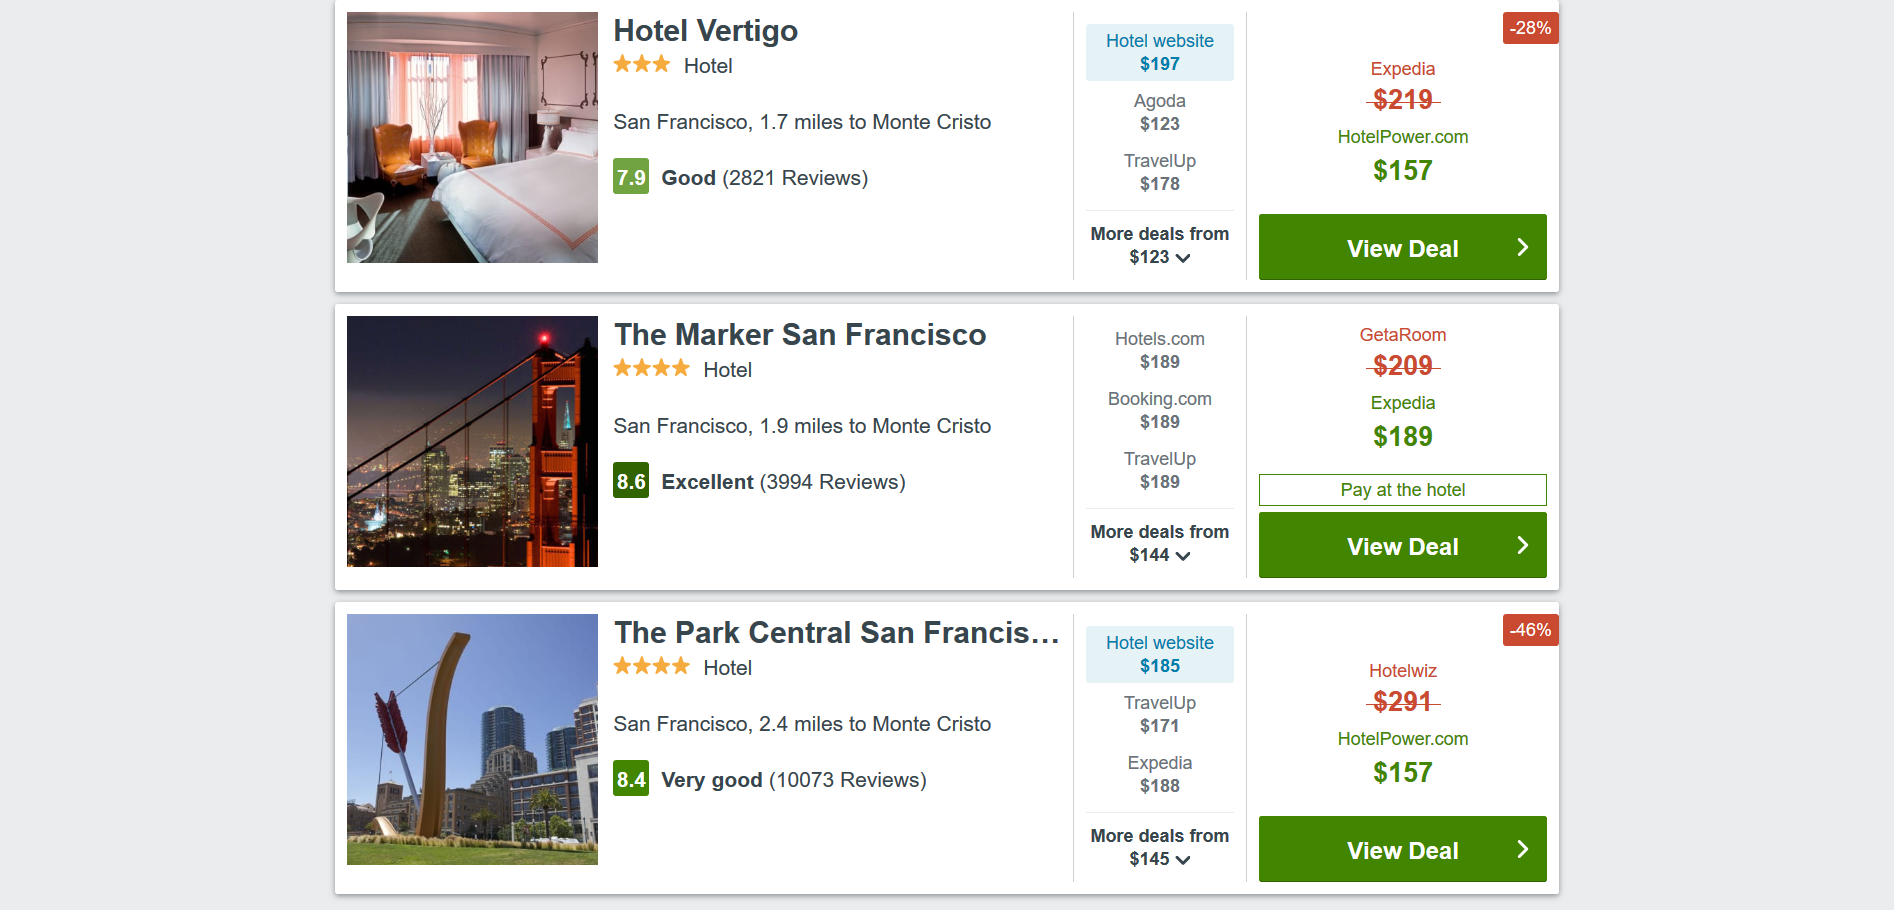 Hotel Vertigo
Hotel
San Francisco, 1.7 miles to Monte Cristo
7.9 Good (2821 Reviews)
Hotel website
$197
Agoda
$123
TravelUp
$178
More deals from
$123
-28%
Expedia
$219
HotelPower.com
$157
View Deal
The Marker San Francisco
Hotel
San Francisco, 1.9 miles to Monte Cristo
8.6 Excellent (3994 Reviews)
Hotels.com
$189
Booking.com
$189
TravelUp
$189
More deals from
$144
GetaRoom
$209
Expedia
$189
Pay at the hotel
View Deal
The Park Central San Francis...
Hotel
San Francisco, 2.4 miles to Monte Cristo
8.4 Very good (10073 Reviews)
Hotel website
$185
TravelUp
$171
Expedia
$188
More deals from
$145
-46%
Hotelwiz
$291
HotelPower.com
$157
View Deal